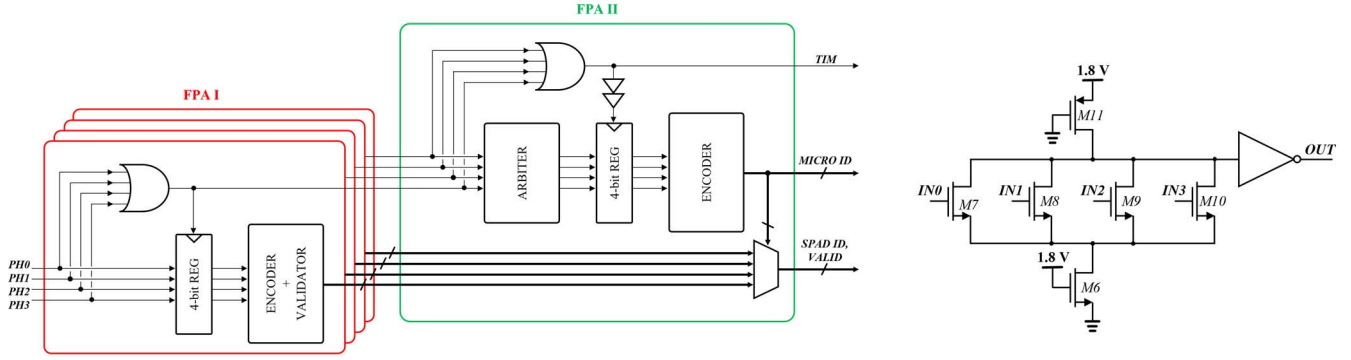 FPA I
PH0
PH1
PH2
PH3
4-bit REG
ENCODER
+
VALIDATOR
FPA II
TIM
ARBITER
4-bit REG
ENCODER
MICRO ID
SPAD ID,
VALID
1.8 V
M11
OUT
IN0
M7
IN1
M8
IN2
M9
IN3
M10
1.8 V
M6